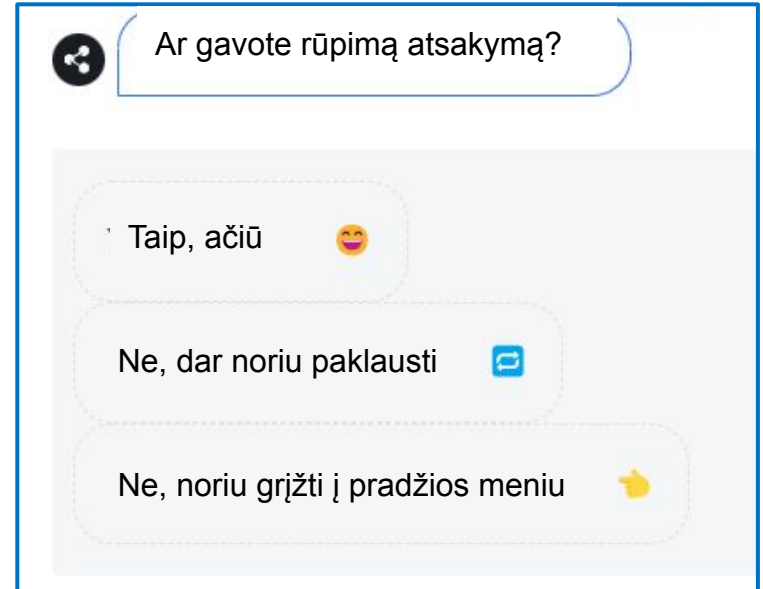 Ar gavote rūpimą atsakymą?
Taip, ačiū
Ne, dar noriu paklausti
Ne, noriu grįžti į pradžios meniu